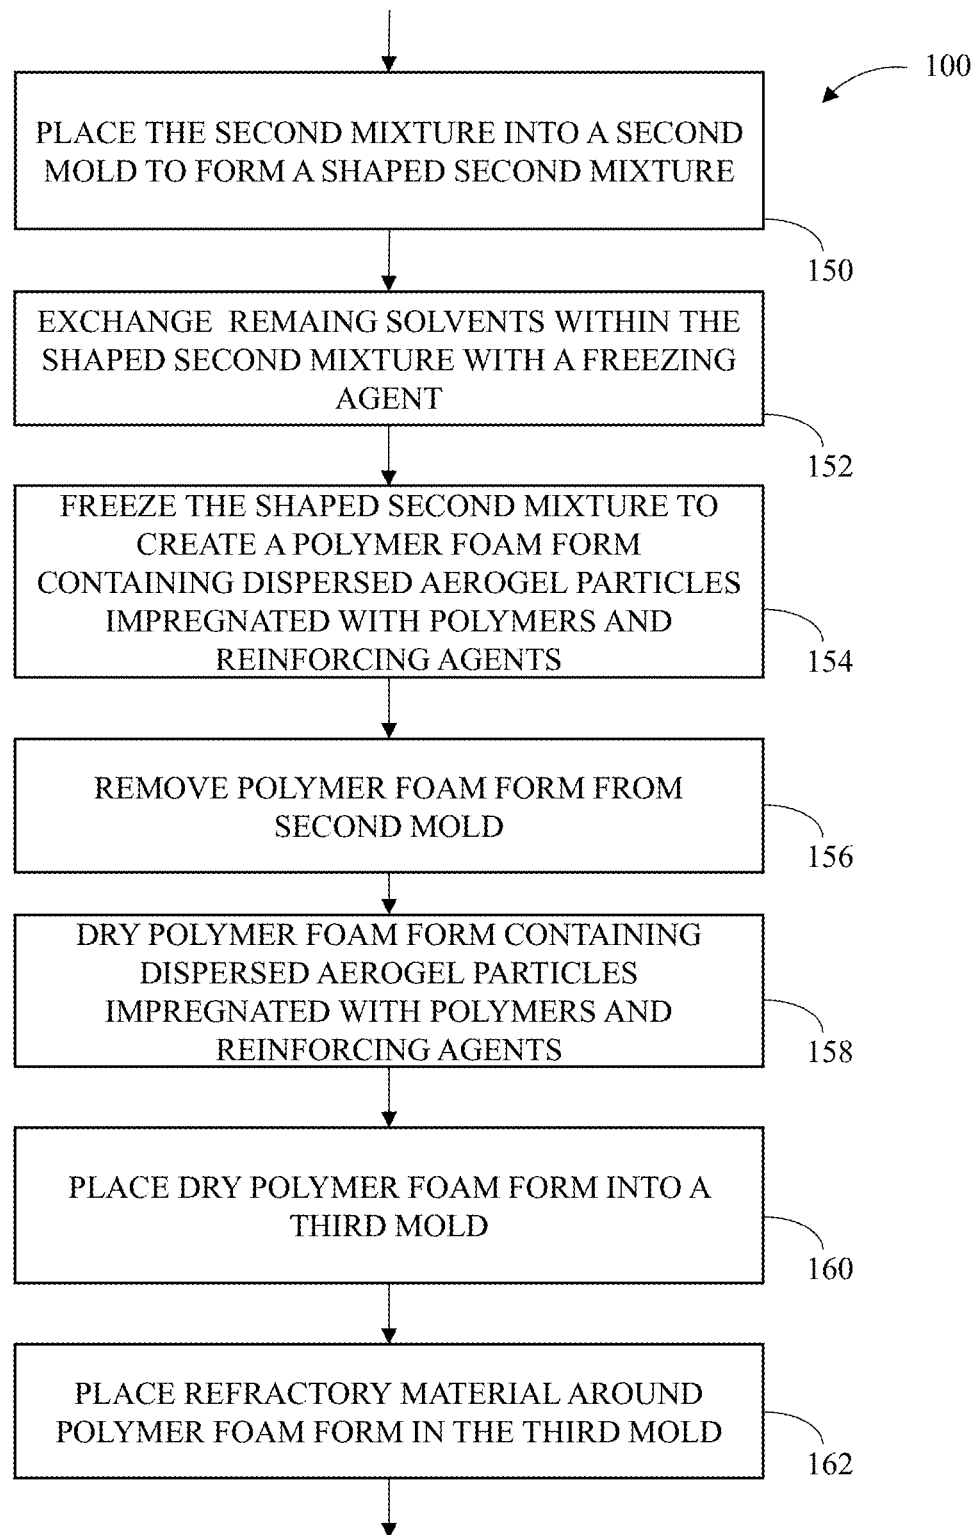 100
PLACE THE SECOND MIXTURE INTO A SECOND
MOLD TO FORM A SHAPED SECOND MIXTURE
150
EXCHANGE REMAING SOLVENTS WITHIN THE
SHAPED SECOND MIXTURE WITH A FREEZING
AGENT
152
FREEZE THE SHAPED SECOND MIXTURE TO
CREATE A POLYMER FOAM FORM
CONTAINING DISPERSED AEROGEL PARTICLES
IMPREGNATED WITH POLYMERS AND
REINFORCING AGENTS
154
REMOVE POLYMER FOAM FORM FROM
SECOND MOLD
156
DRY POLYMER FOAM FORM CONTAINING
DISPERSED AEROGEL PARTICLES
IMPREGNATED WITH POLYMERS AND
REINFORCING AGENTS
158
PLACE DRY POLYMER FOAM FORM INTO A
THIRD MOLD
160
PLACE REFRACTORY MATERIAL AROUND
POLYMER FOAM FORM IN THE THIRD MOLD
162